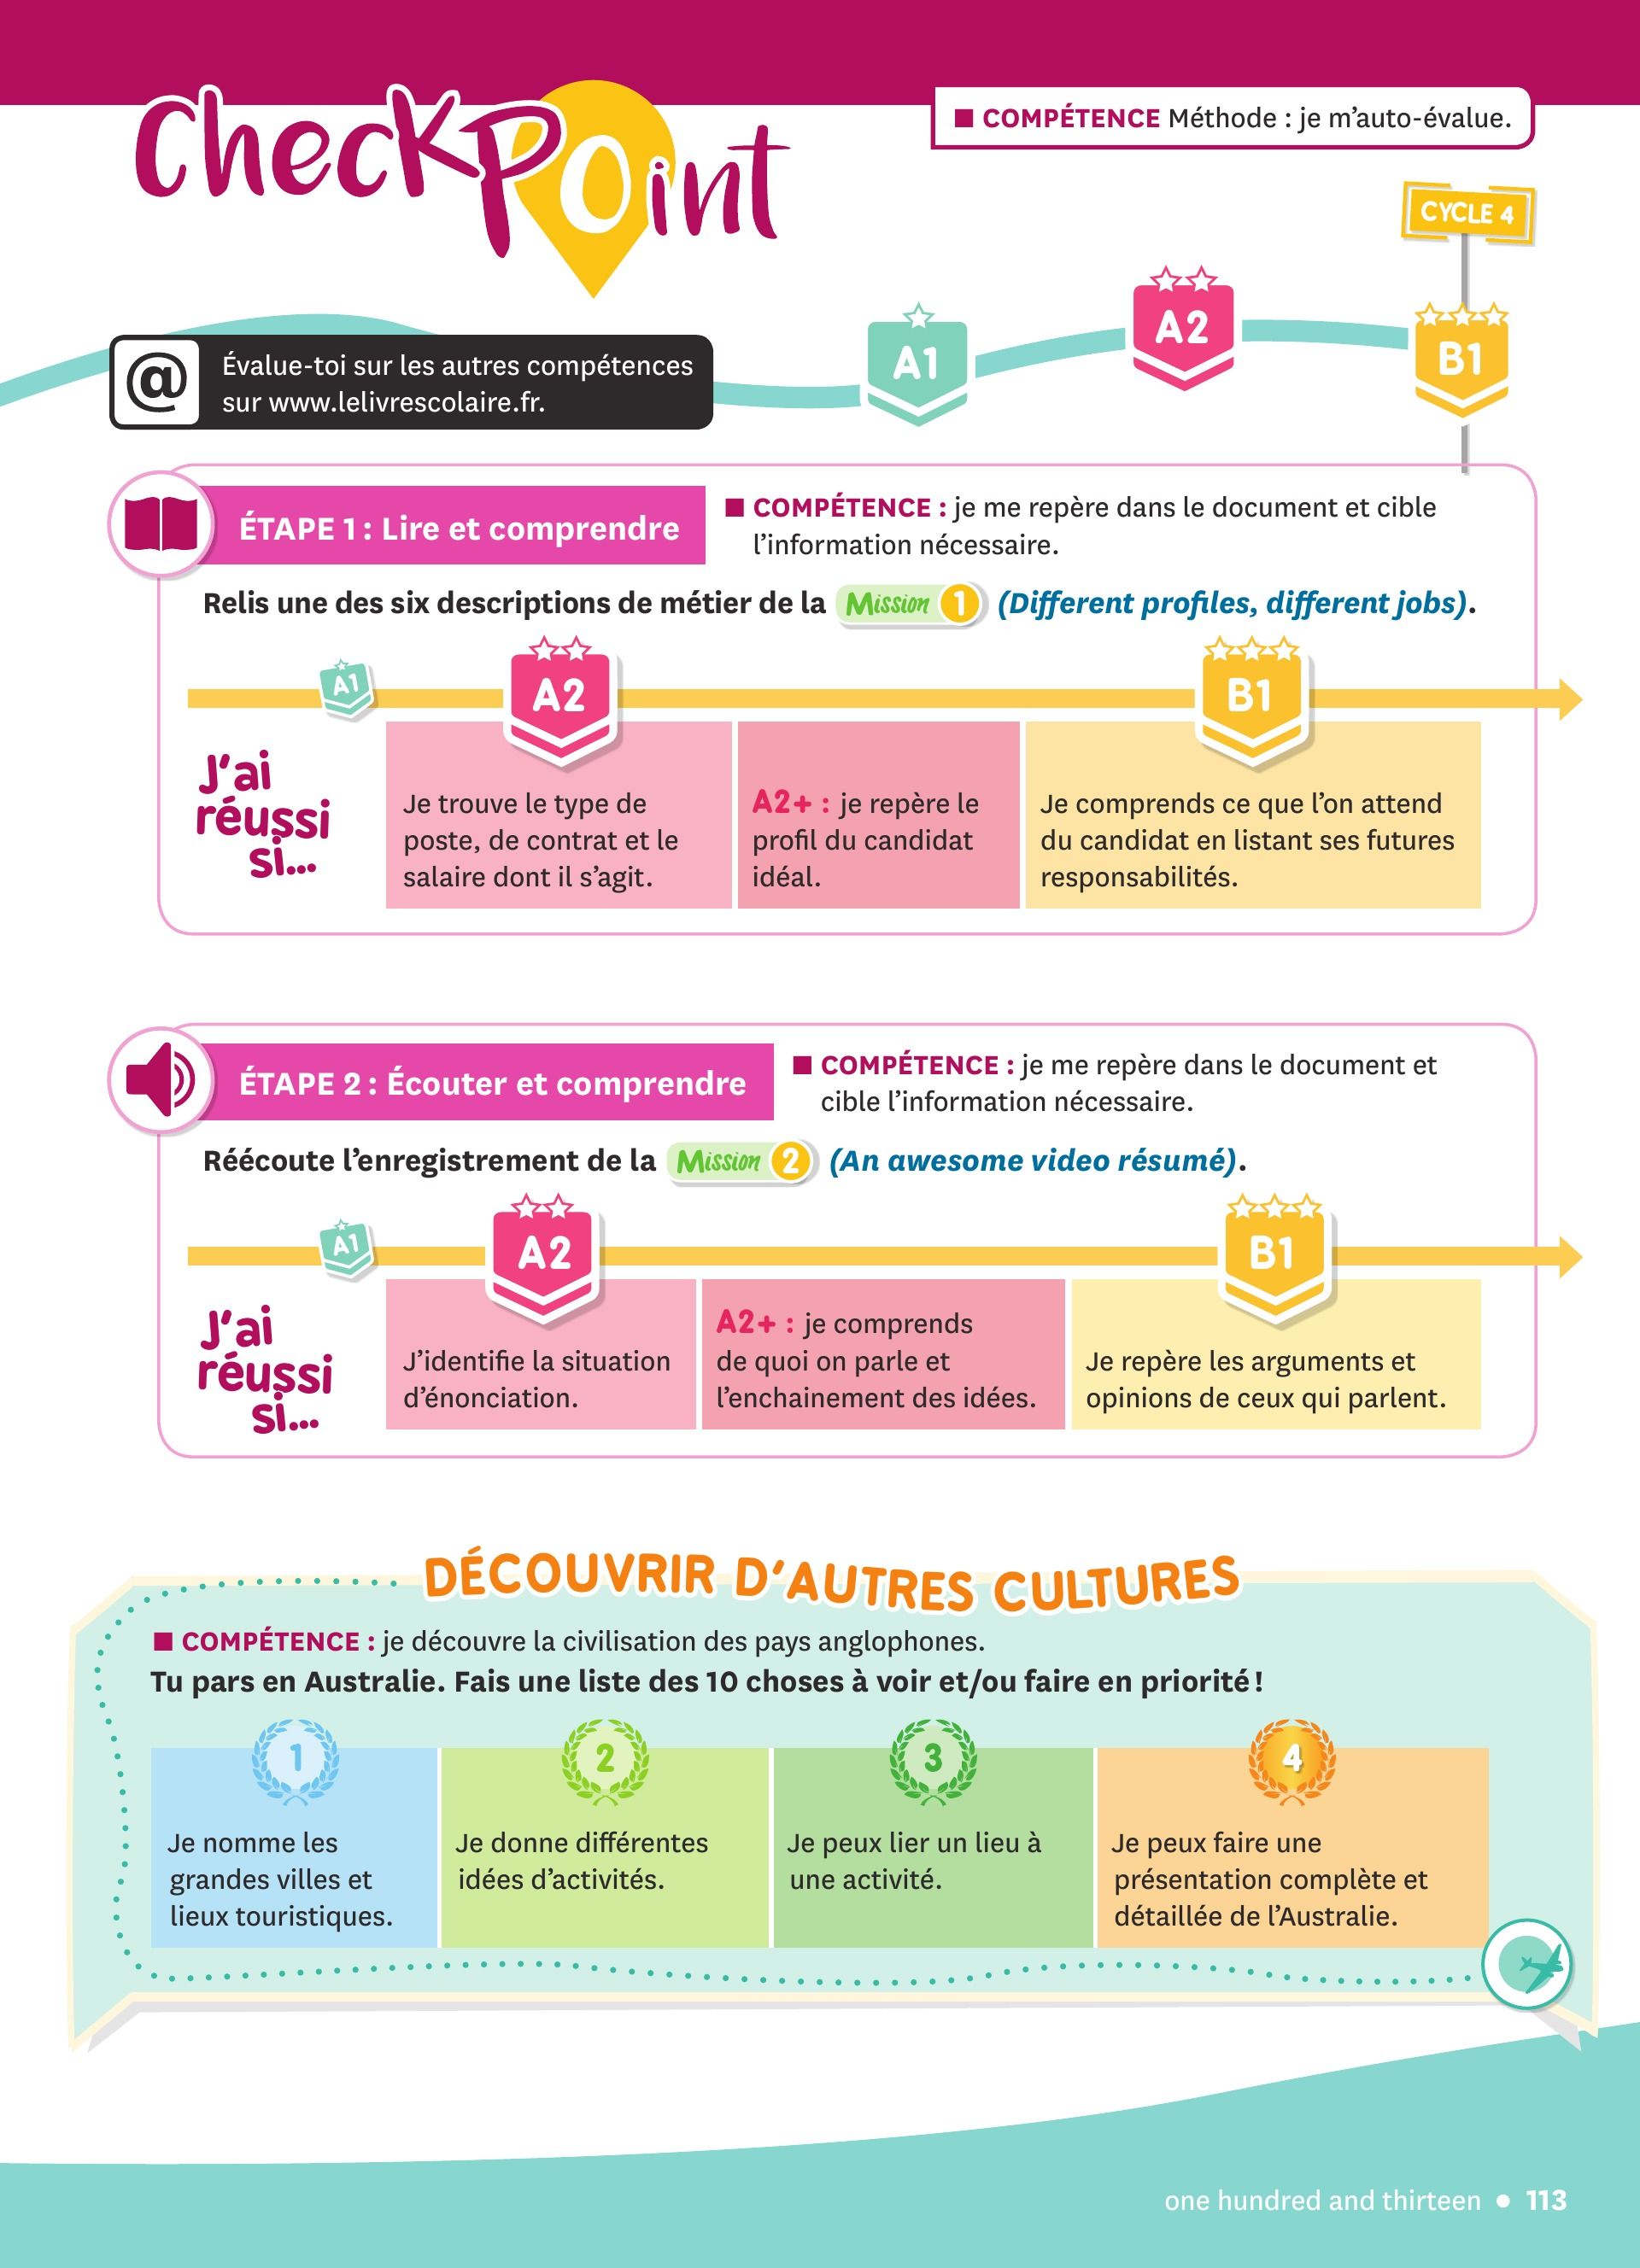 CheckPoint
■ COMPÉTENCE Méthode : je m’auto-évalue.
CYCLE 4
A1
A2
B1
@
Évalue-toi sur les autres compétences
sur www.lelivrescolaire.fr.
ÉTAPE 1 : Lire et comprendre
■ COMPÉTENCE : je me repère dans le document et cible
l’information nécessaire.
Relis une des six descriptions de métier de la Mission 1 (Different profiles, different jobs).
A1
A2
B1
J’ai
réussi
si...
Je trouve le type de
poste, de contrat et le
salaire dont il s’agit.
A2+ : je repère le
profil du candidat
idéal.
Je comprends ce que l’on attend
du candidat en listant ses futures
responsabilités.
ÉTAPE 2 : Écouter et comprendre
■ COMPÉTENCE : je me repère dans le document et
cible l’information nécessaire.
Réécoute l’enregistrement de la Mission 2 (An awesome video résumé).
A1
A2
B1
J’ai
réussi
si...
J’identifie la situation
d’énonciation.
A2+ : je comprends
de quoi on parle et
l’enchainement des idées.
Je repère les arguments et
opinions de ceux qui parlent.
DÉCOUVRIR D’AUTRES CULTURES
■ COMPÉTENCE : je découvre la civilisation des pays anglophones.
Tu pars en Australie. Fais une liste des 10 choses à voir et/ou faire en priorité !
1
Je nomme les
grandes villes et
lieux touristiques.
2
Je donne différentes
idées d’activités.
3
Je peux lier un lieu à
une activité.
4
Je peux faire une
présentation complète et
détaillée de l’Australie.
one hundred and thirteen • 113